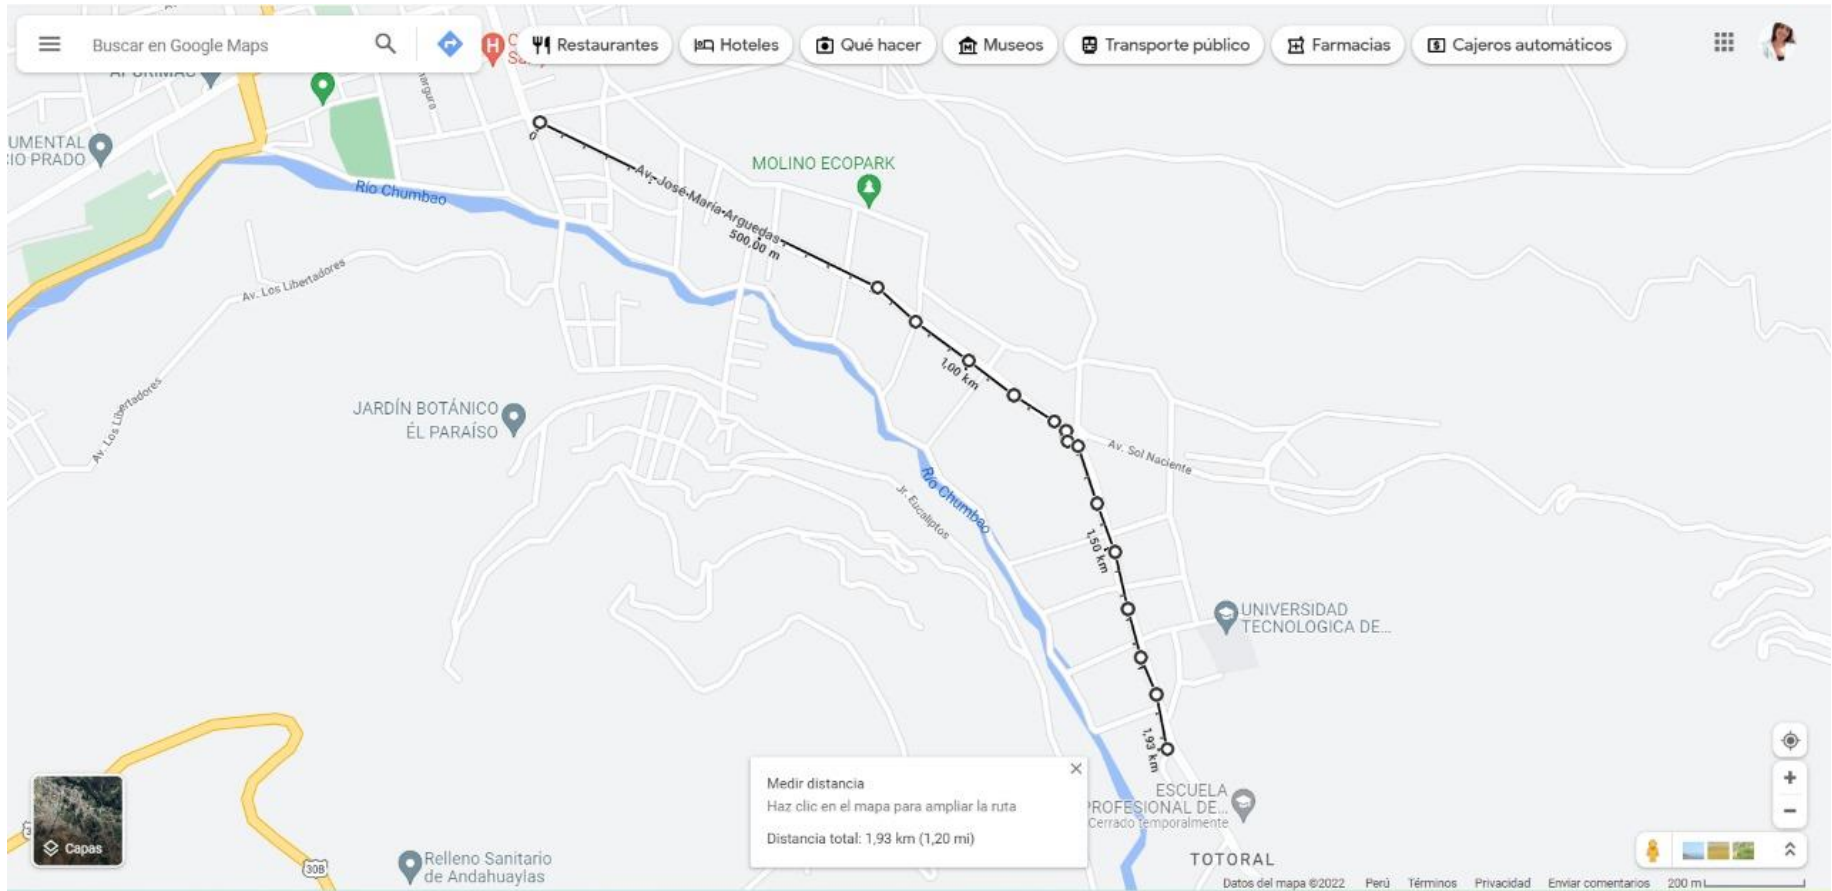 Buscar en Google Maps
Restaurantes
Hoteles
Qué hacer
Museos
Transporte público
Farmacias
Cajeros automáticos
UMENTAL
IO PRADO
Río Chumbao
0
Av. José María Arguedas
500,00 m
MOLINO ECOPARK
Av. Los Libertadores
Av. Los Libertadores
1,00 km
JARDÍN BOTÁNICO
ÉL PARAÍSO
Av. Sol Naciente
Río Chumbao
Jr. Eucaliptos
1,50 km
UNIVERSIDAD
TECNOLOGICA DE...
1,93 km
Medir distancia
Haz clic en el mapa para ampliar la ruta
Distancia total: 1,93 km (1,20 mi)
ESCUELA
PROFESIONAL DE...
Cerrado temporalmente
Capas
30B
Relleno Sanitario
de Andahuaylas
TOTORAL
Datos del mapa ©2022 Perú Términos Privacidad Enviar comentarios 200 m